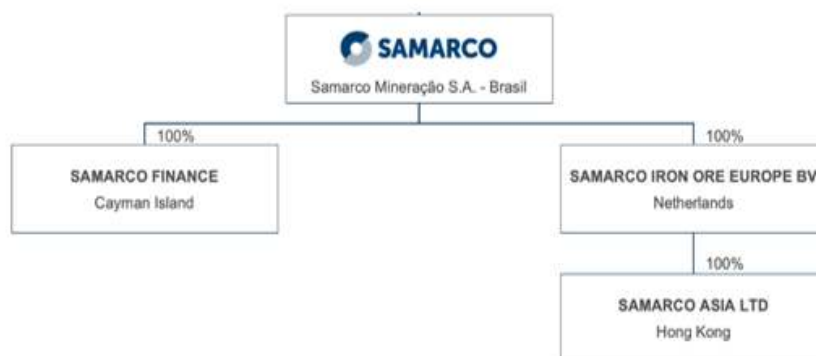 SAMARCO
Samarco Mineração S.A. - Brasil
100%
100%
SAMARCO FINANCE
Cayman Island
SAMARCO IRON ORE EUROPE BV
Netherlands
100%
SAMARCO ASIA LTD
Hong Kong